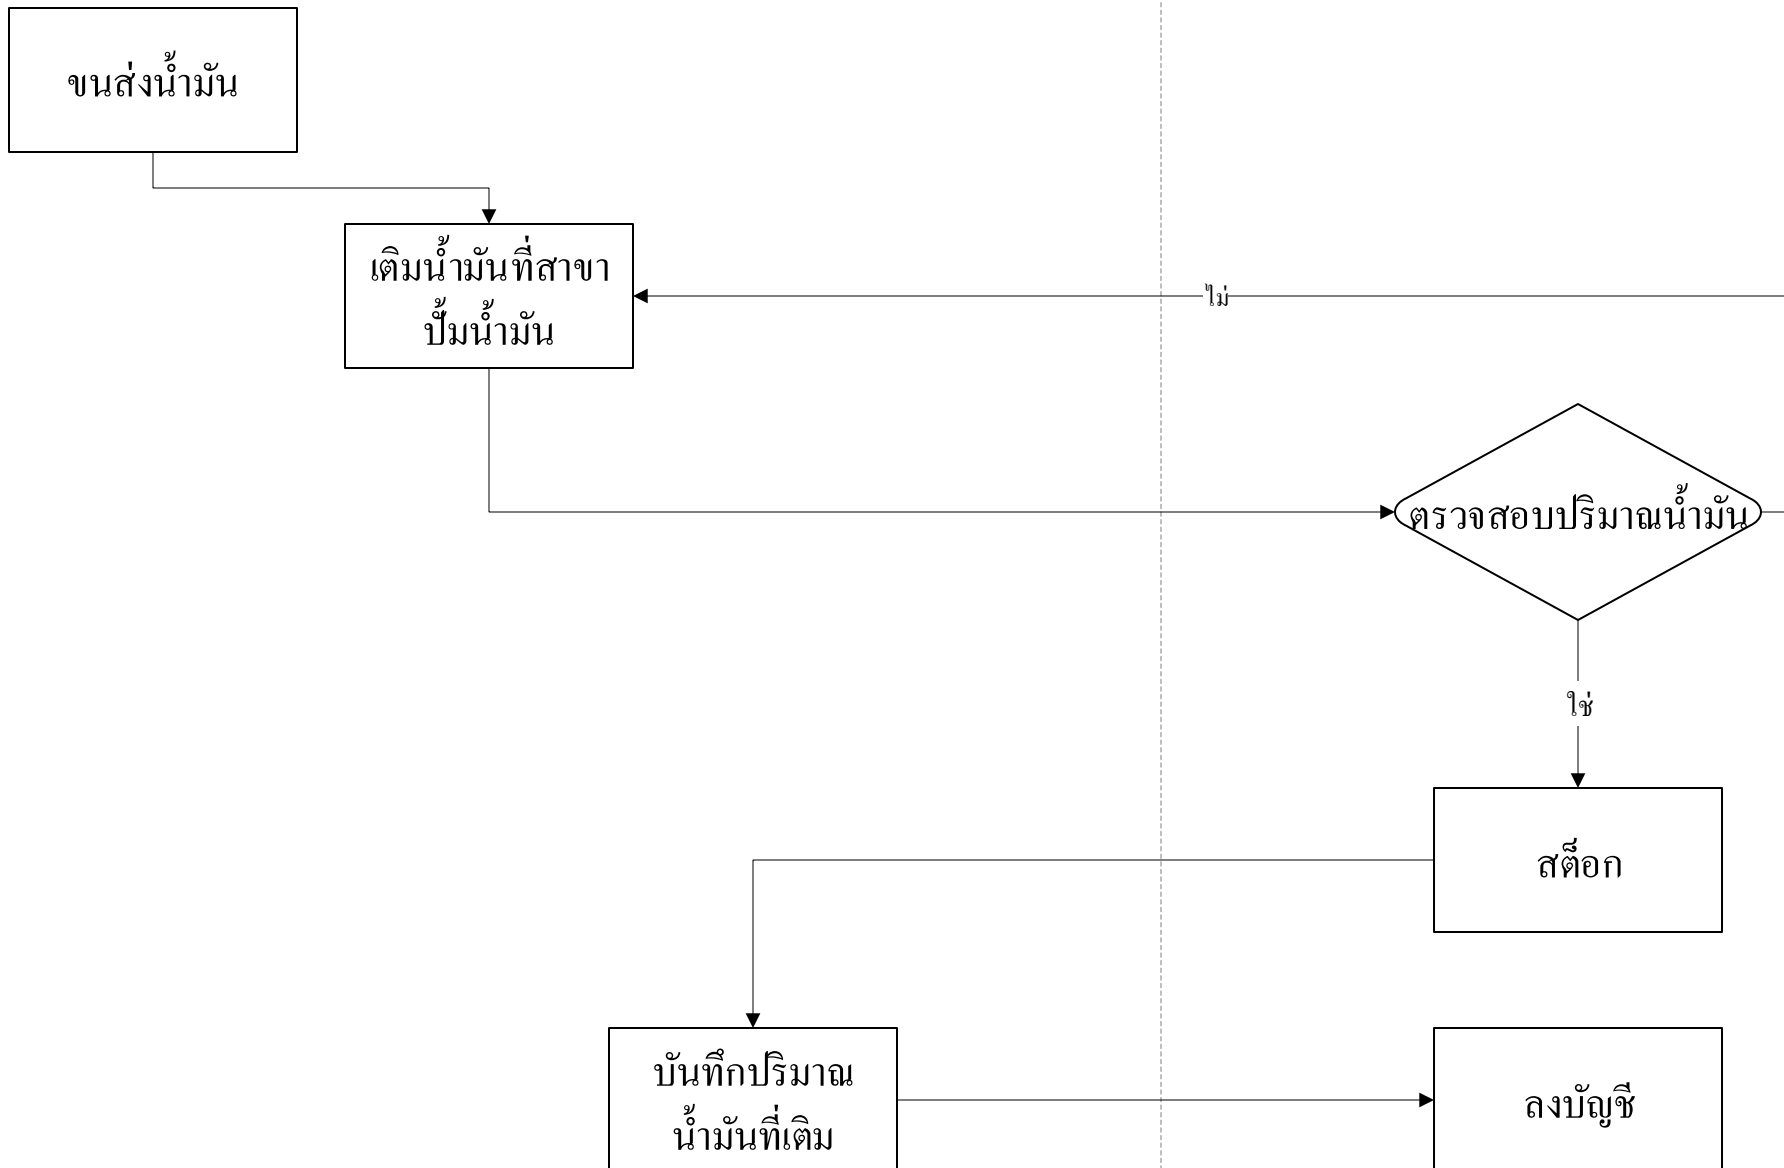 ขนส่งน้ำมัน
เติมน้ำมันที่สาขา
ปั้มน้ำมัน
ไม่
ตรวจสอบปริมาณน้ำมัน
ใช่
สต็อก
บันทึกปริมาณ
น้ำมันที่เติม
ลงบัญชี